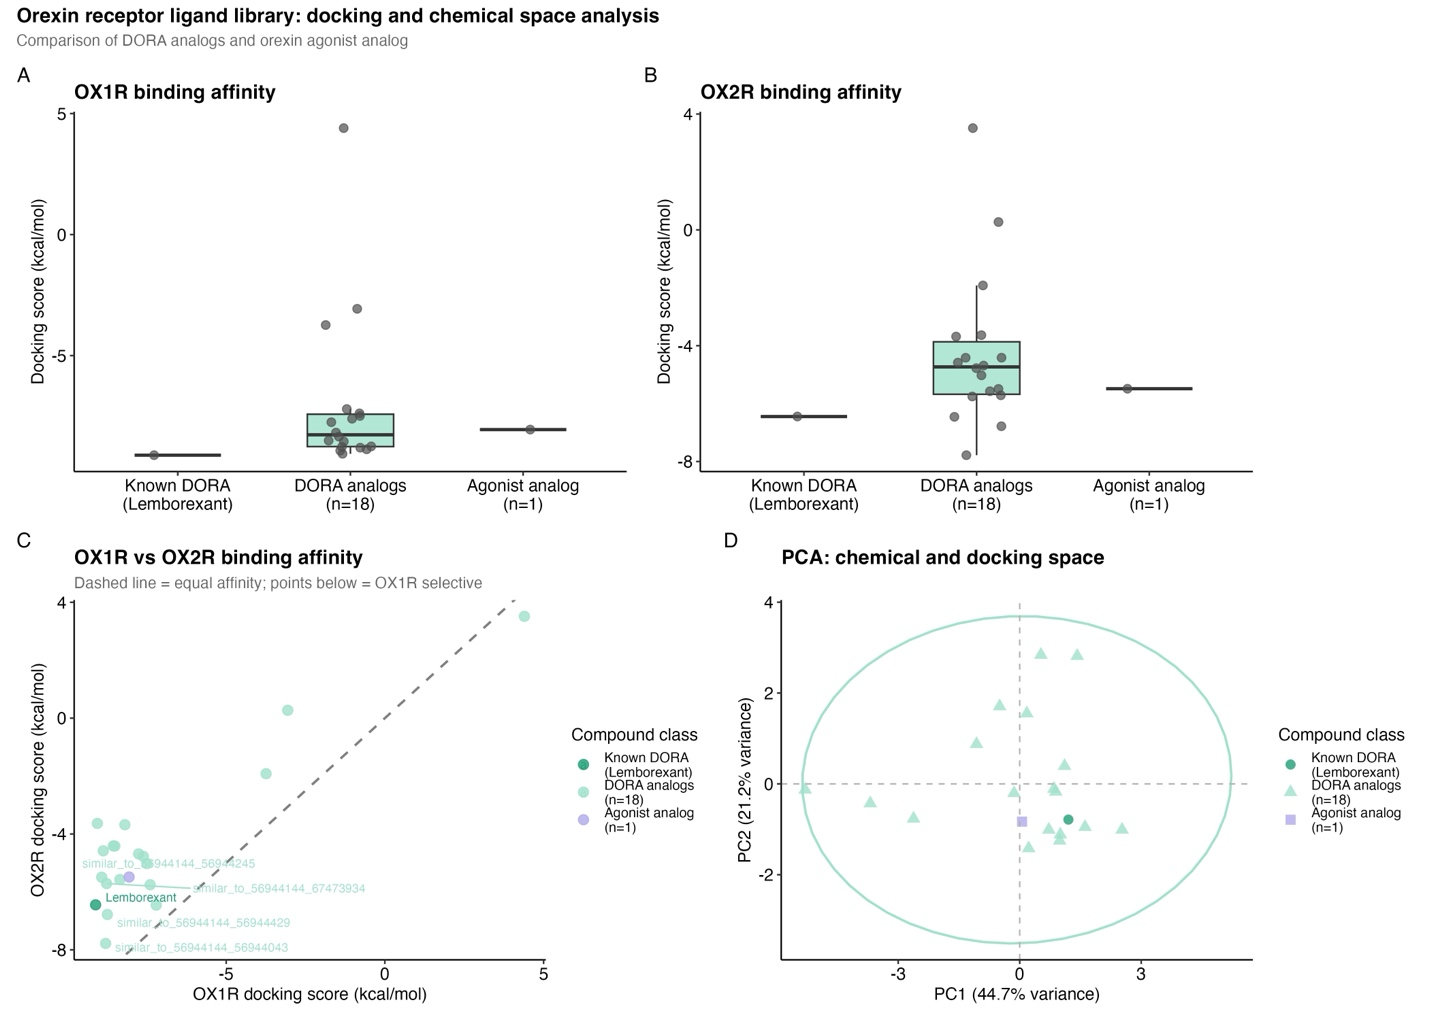 Orexin receptor ligand library: docking and chemical space analysis
Comparison of DORA analogs and orexin agonist analog
A
OX1R binding affinity
Docking score (kcal/mol)
5
0
-5
Known DORA
(Lemborexant)
DORA analogs
(n=18)
Agonist analog
(n=1)
B
OX2R binding affinity
Docking score (kcal/mol)
4
0
-4
-8
Known DORA
(Lemborexant)
DORA analogs
(n=18)
Agonist analog
(n=1)
C
OX1R vs OX2R binding affinity
Dashed line = equal affinity; points below = OX1R selective
OX2R docking score (kcal/mol)
4
0
-4
-8
similar_to_56944144_56944245
similar_to_56944144_67473934
Lemborexant
similar_to_56944144_56944429
similar_to_56944144_56944043
-5
0
5
OX1R docking score (kcal/mol)
Compound class
Known DORA
(Lemborexant)
DORA analogs
(n=18)
Agonist analog
(n=1)
D
PCA: chemical and docking space
PC2 (21.2% variance)
4
2
0
-2
-3
0
3
PC1 (44.7% variance)
Compound class
Known DORA
(Lemborexant)
DORA analogs
(n=18)
Agonist analog
(n=1)